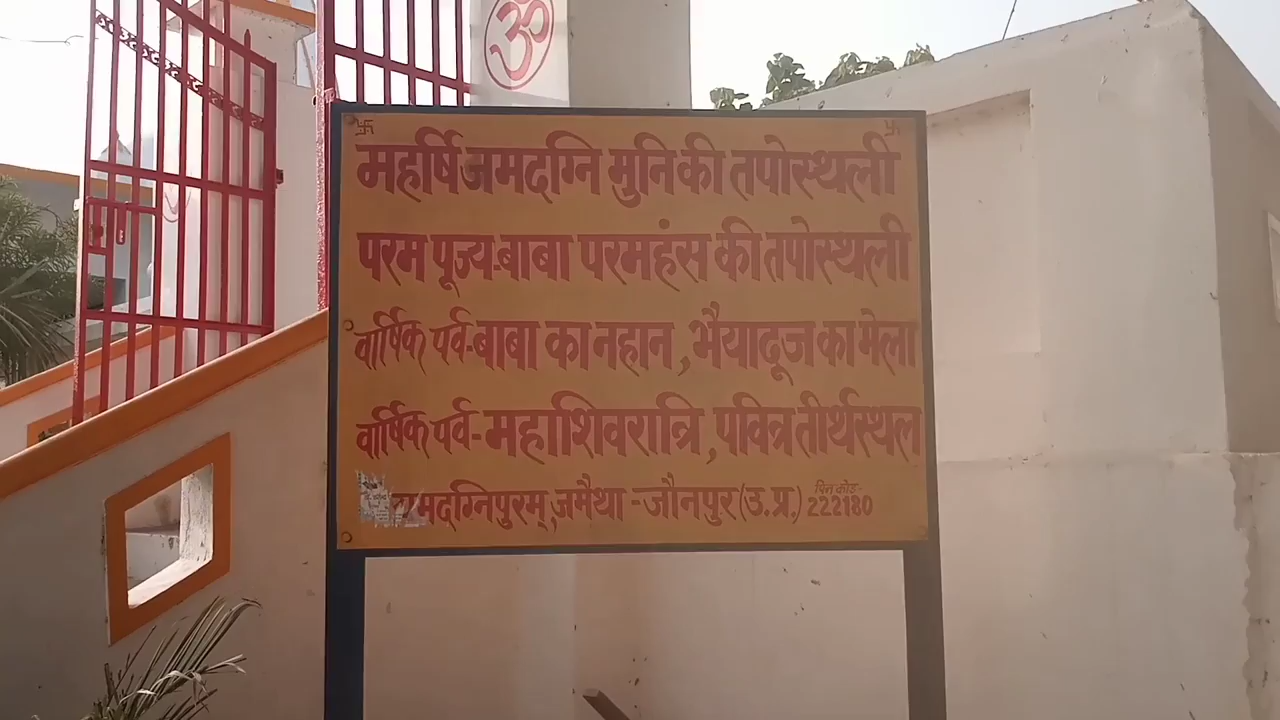 ॐ
महर्षि जमदग्नि मुनि की तपोस्थली
परम पूज्य-बाबा परमहंस की तपोस्थली
वार्षिक पर्व-बाबा का नहान, भैयादूज का मेला
वार्षिक पर्व- महाशिवरात्रि, पवित्र तीर्थस्थल
जमदग्निपुरम्, जमैथा -जौनपुर (उ.प्र.) पिन कोड- 222180